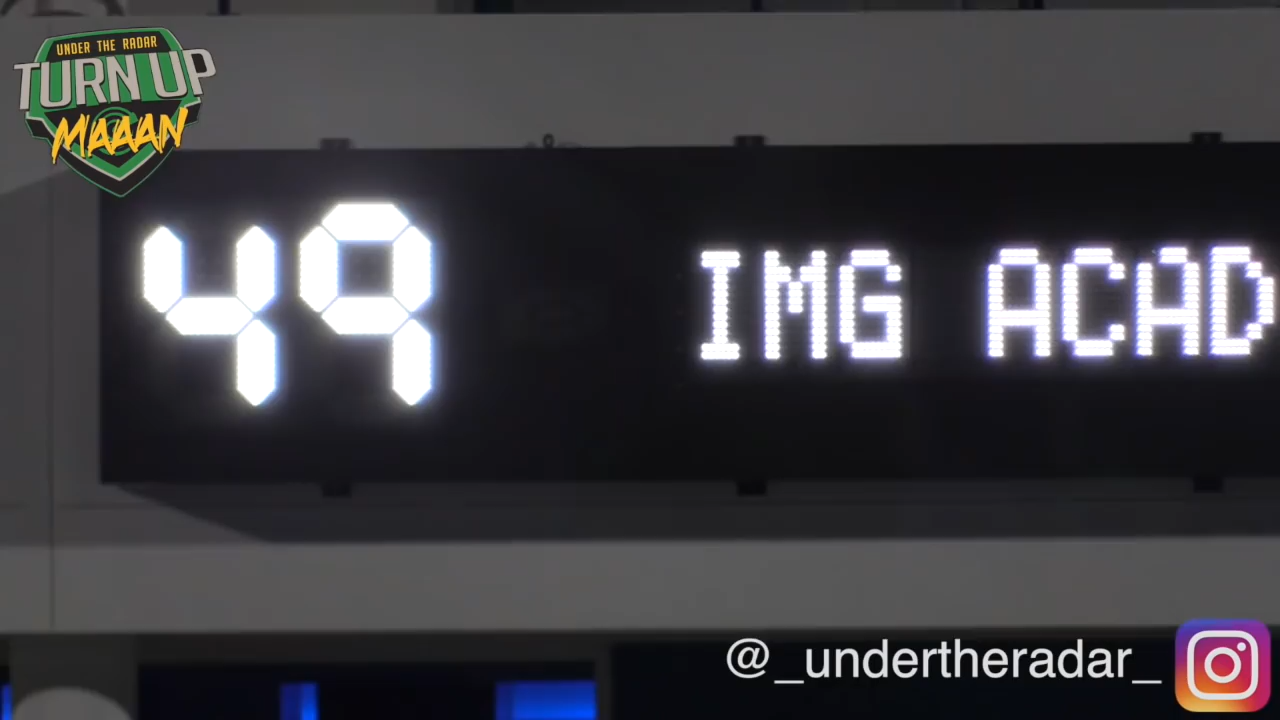 UNDER THE RADAR
TURN UP
MAAAN
49 IMG ACAD
@_undertheradar_